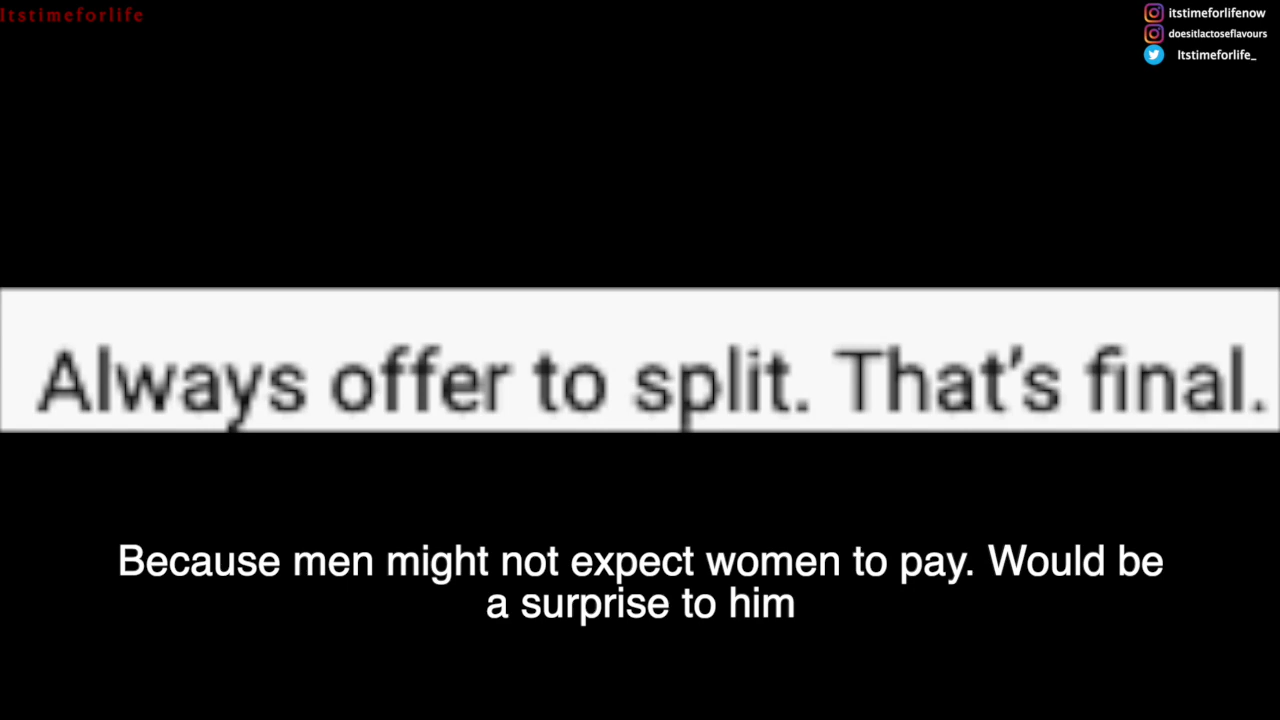 Itstimeforlife
itstimeforlifenow
doesitlactoseflavours
Itstimeforlife_
Always offer to split. That's final.
Because men might not expect women to pay. Would be
a surprise to him